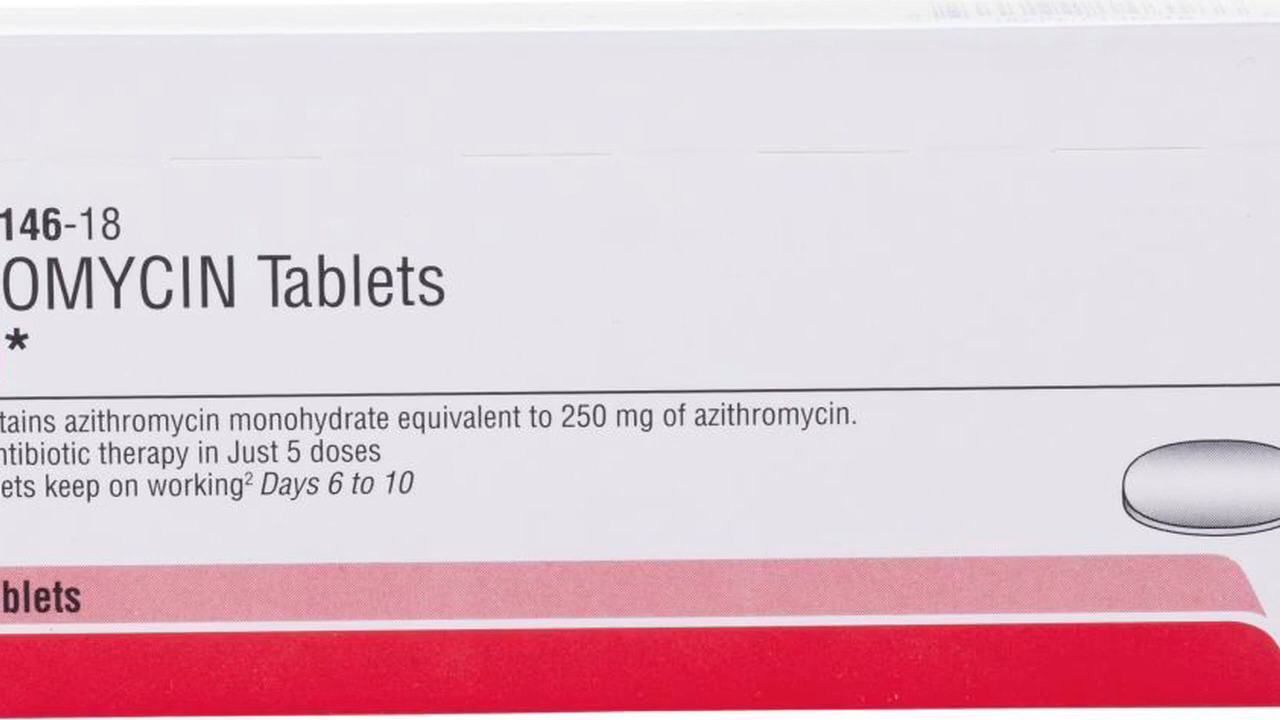 146-18
OMYCIN Tablets
*
tains azithromycin monohydrate equivalent to 250 mg of azithromycin.
ntibiotic therapy in Just 5 doses
ets keep on working² Days 6 to 10
blets